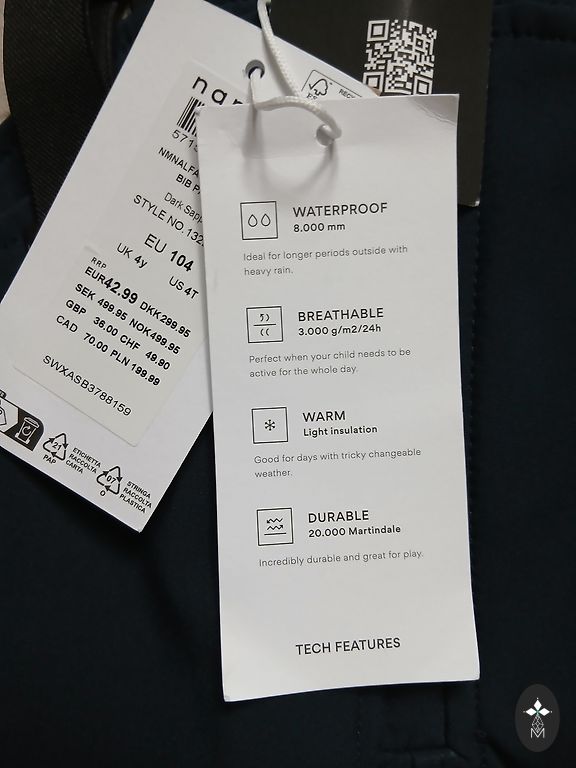 NMNALFA
BIB
Dark
STYLE NO. 132
EU 104
UK 4y US 4T
RRP
EUR42.99 DKK299.95
SEK 499.95 NOK499.95
GBP 36.00 CHF 49.90
CAD 70.00 PLN 199.99
SWXASB3788159
21
PAP
ETICHETTA
RACCOLTA
CARTA
07
O
STRINGA
RACCOLTA
PLASTICA
WATERPROOF
8.000 mm
Ideal for longer periods outside with
heavy rain.
BREATHABLE
3.000 g/m2/24h
Perfect when your child needs to be
active for the whole day.
WARM
Light insulation
Good for days with tricky changeable
weather.
DURABLE
20.000 Martindale
Incredibly durable and great for play.
TECH FEATURES
M